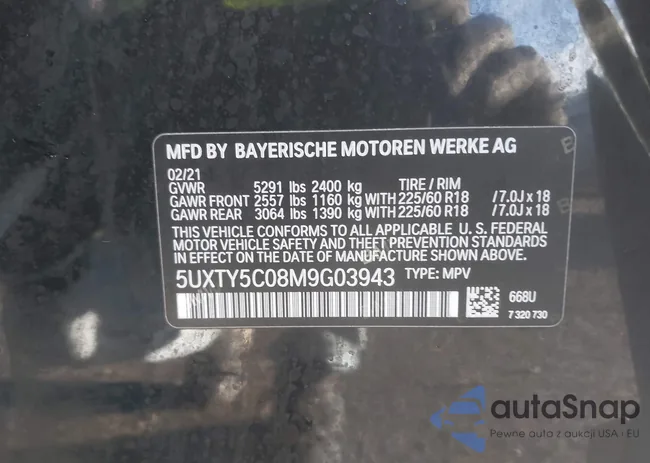 MFD BY BAYERISCHE MOTOREN WERKE AG
02/21
GVWR 5291 lbs 2400 kg TIRE / RIM
GAWR FRONT 2557 lbs 1160 kg WITH 225/60 R18 /7.0J x 18
GAWR REAR 3064 lbs 1390 kg WITH 225/60 R18 /7.0J x 18
THIS VEHICLE CONFORMS TO ALL APPLICABLE U. S. FEDERAL
MOTOR VEHICLE SAFETY AND THEFT PREVENTION STANDARDS
IN EFFECT ON THE DATE OF MANUFACTURE SHOWN ABOVE.
5UXTY5C08M9G03943 TYPE: MPV
668U
7 320 730
autoSnap
Pewne auta z aukcji USA i EU